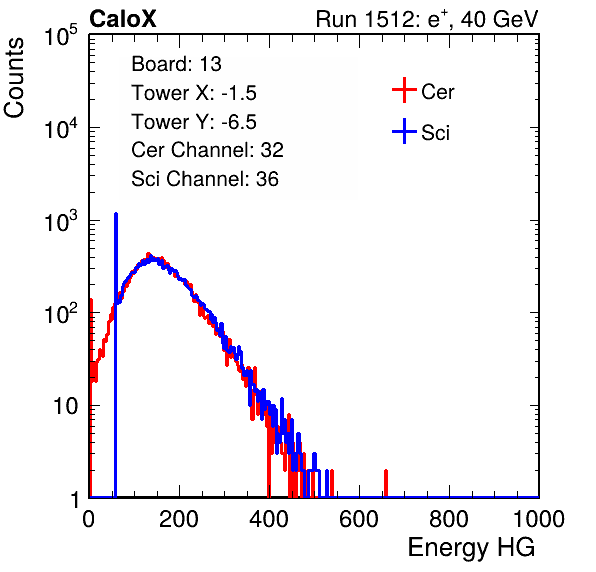 CaloX Run 1512: e⁺, 40 GeV
Board: 13
Tower X: -1.5
Tower Y: -6.5
Cer Channel: 32
Sci Channel: 36
Cer
Sci
Counts
10⁵
10⁴
10³
10²
10
1
0 200 400 600 800 1000
Energy HG